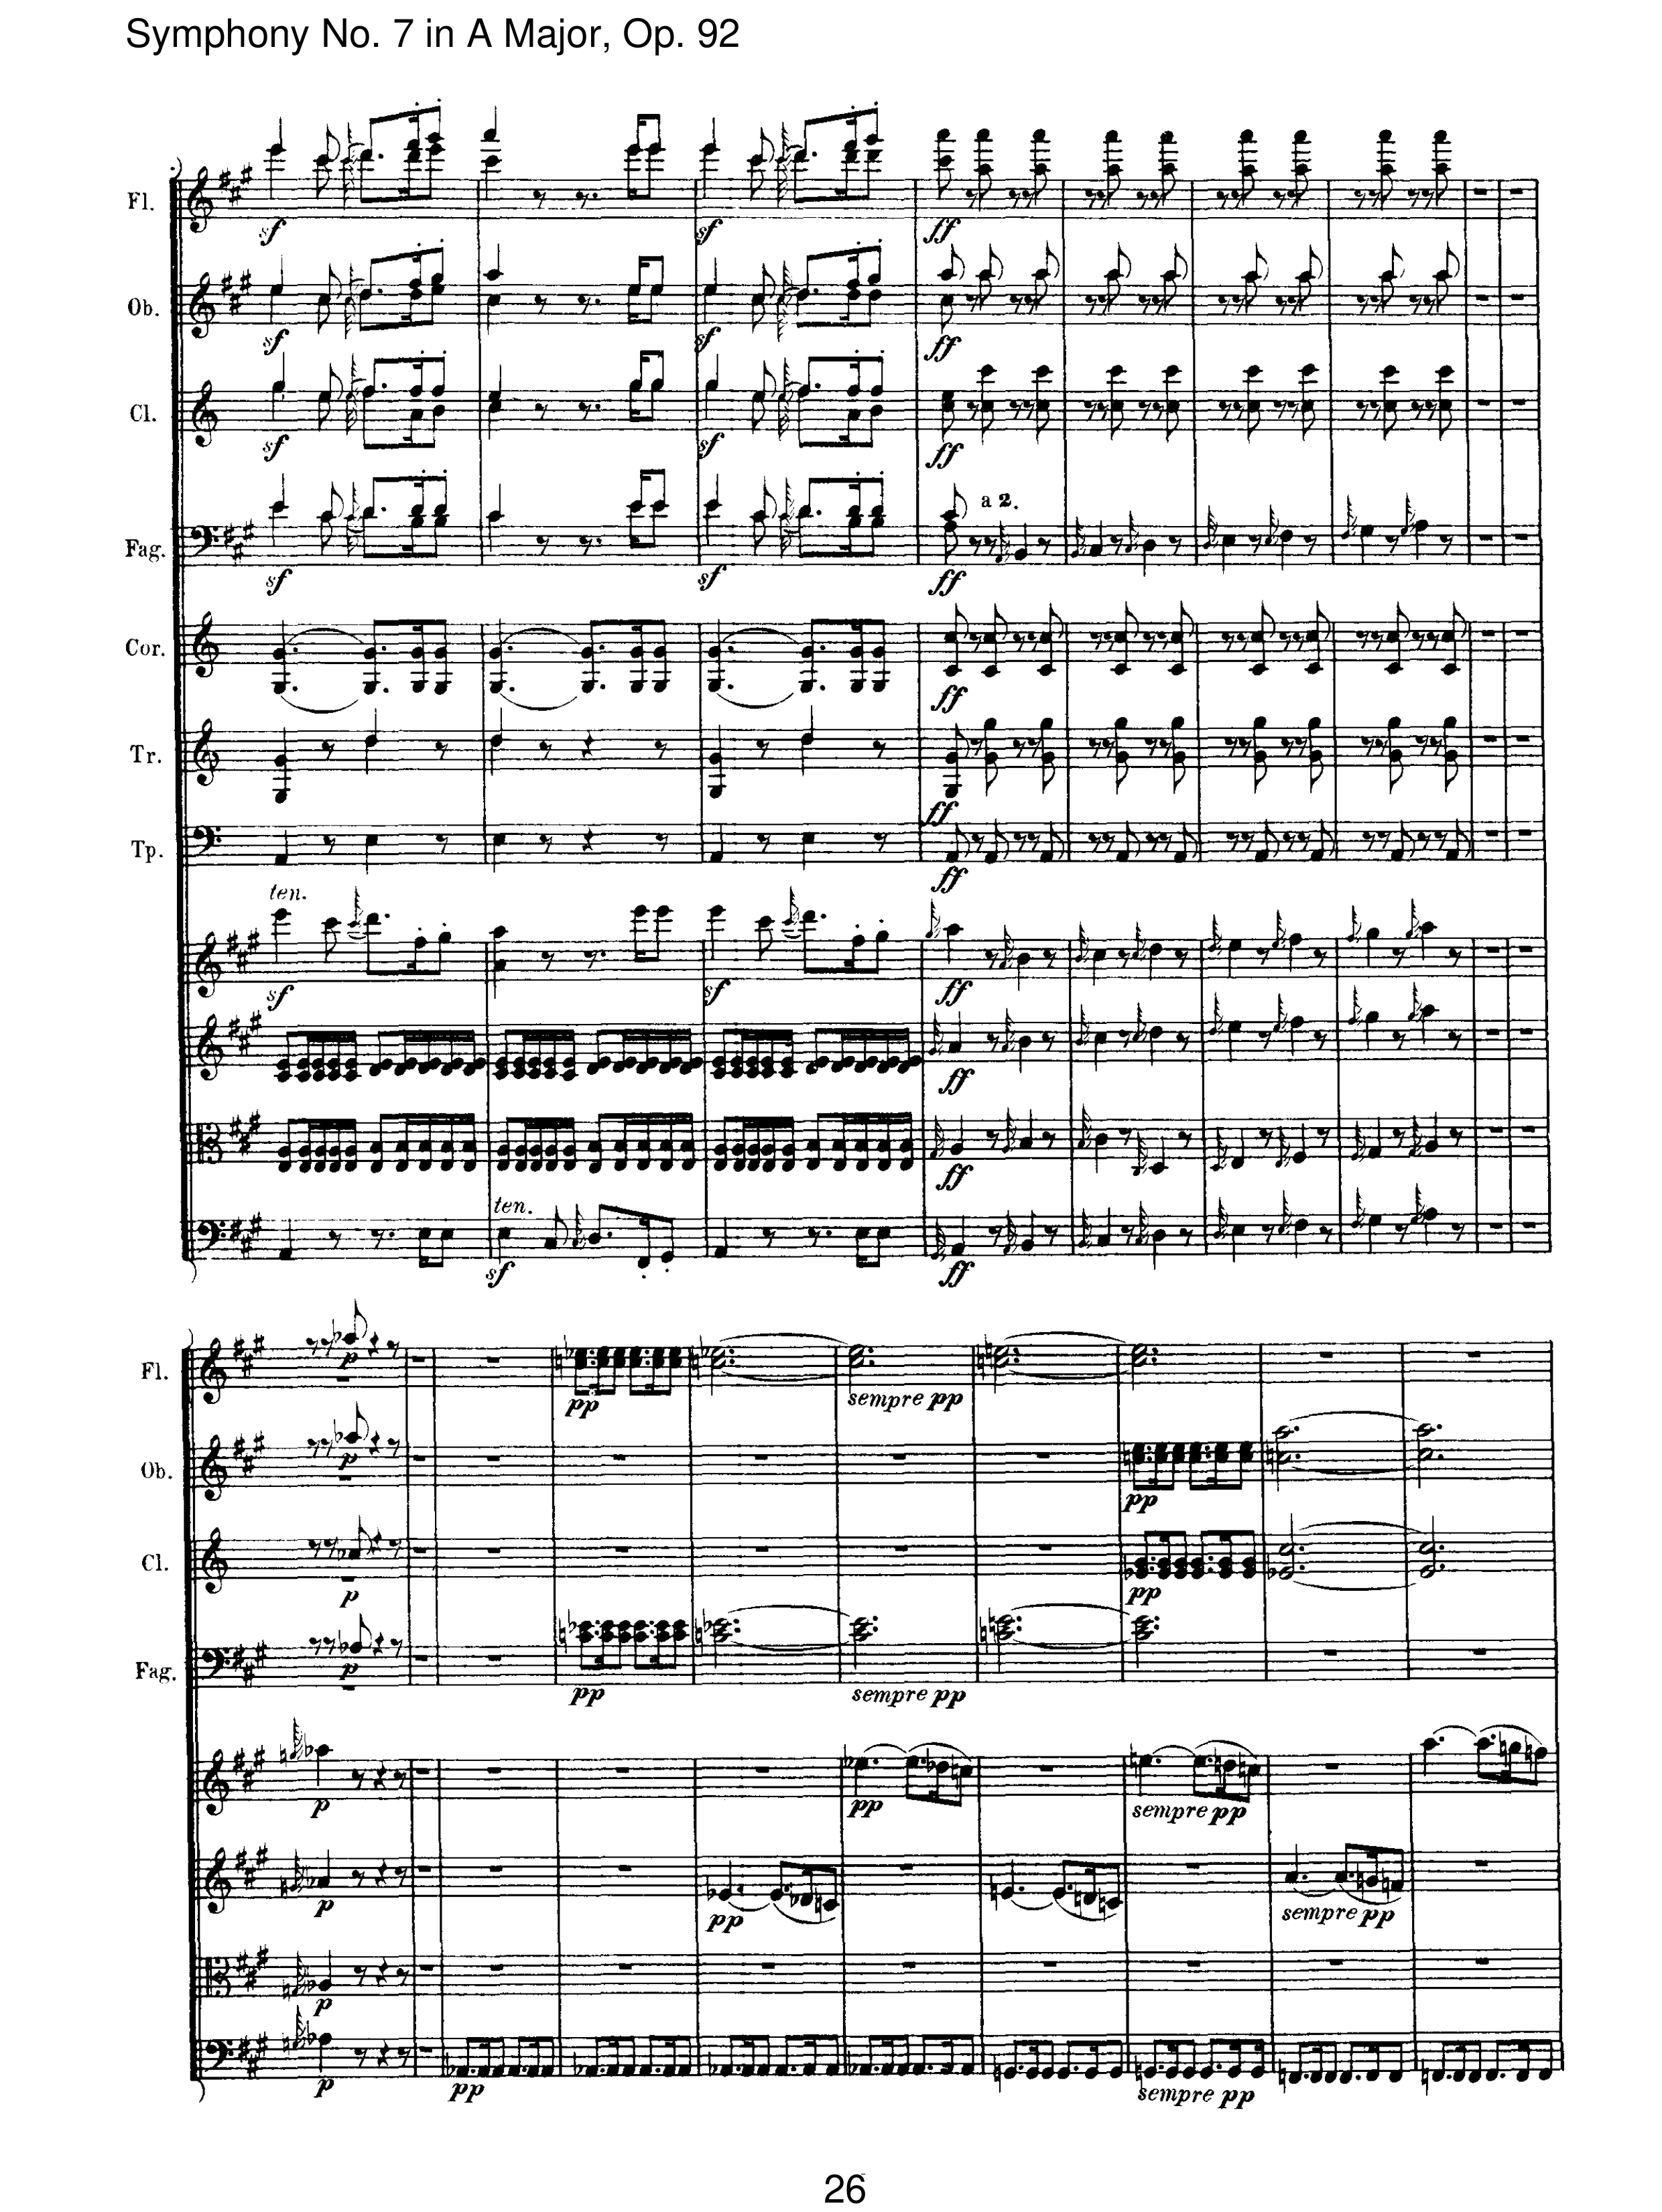 Symphony No. 7 in A Major, Op. 92
Fl.
sf sf ff
Ob.
sf sf ff
Cl.
sf sf ff
Fag.
a 2.
sf sf ff
Cor.
ff
Tr.
ff
Tp.
ff
ten.
sf sf ff
ff
ff
ten.
sf ff
Fl.
p
pp sempre pp
Ob.
p
pp
Cl.
p
pp
Fag.
p
pp sempre pp
p pp sempre pp
p pp sempre pp
p
p pp sempre pp
26